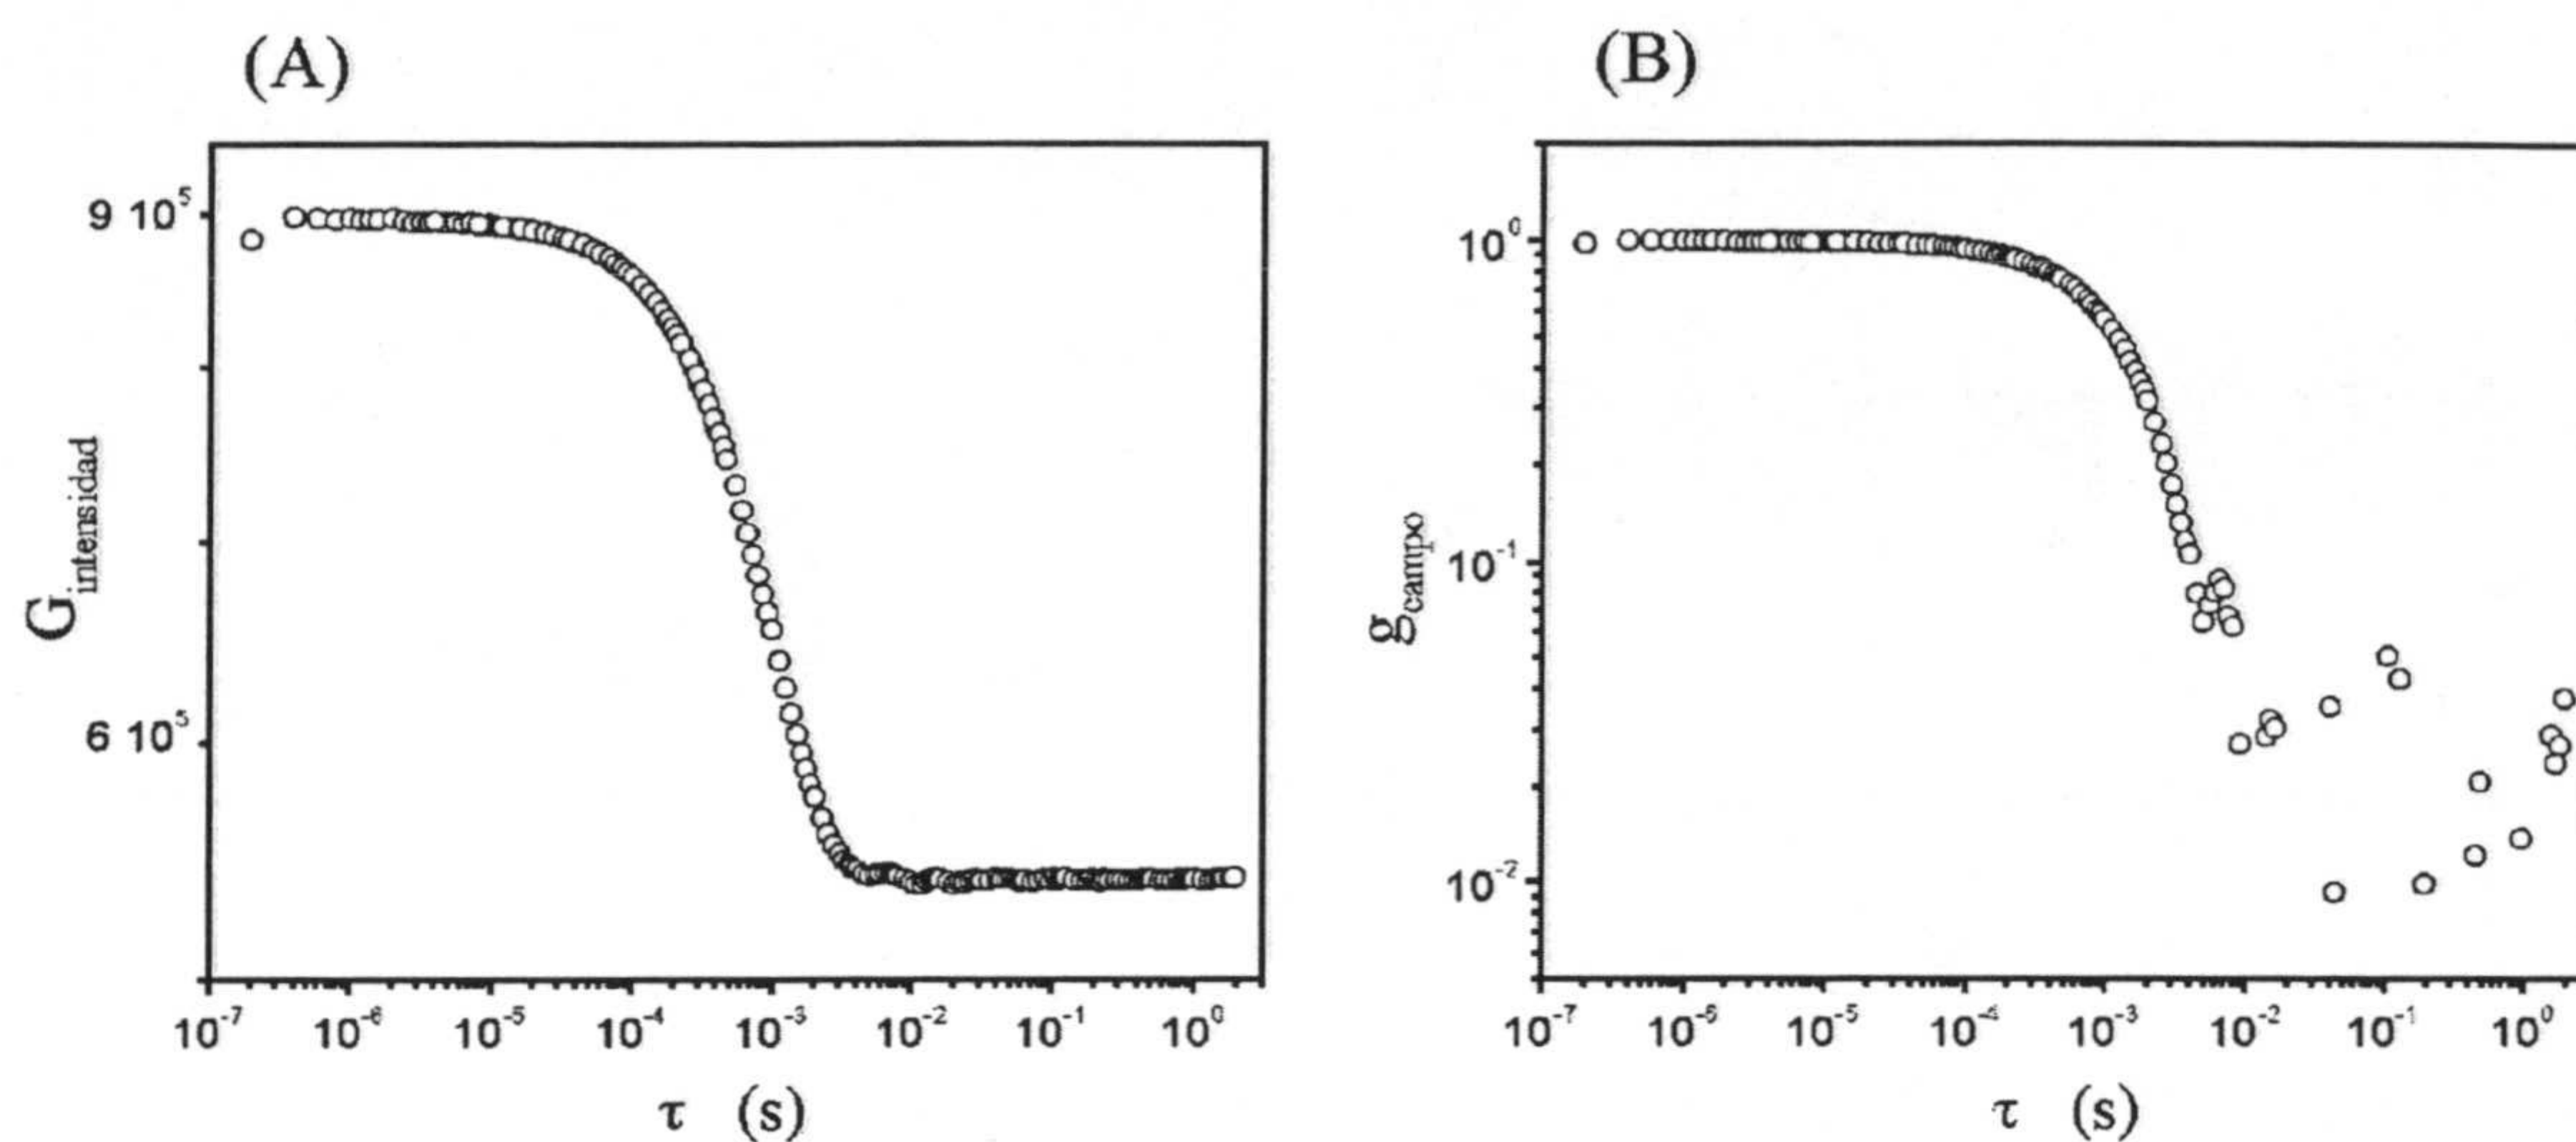 (A)
(B)
9 10⁵
6 10⁵
G intensidad
10⁻⁷ 10⁻⁶ 10⁻⁵ 10⁻⁴ 10⁻³ 10⁻² 10⁻¹ 10⁰
τ (s)
10⁰
10⁻¹
10⁻²
g campo
10⁻⁷ 10⁻⁶ 10⁻⁵ 10⁻⁴ 10⁻³ 10⁻² 10⁻¹ 10⁰
τ (s)